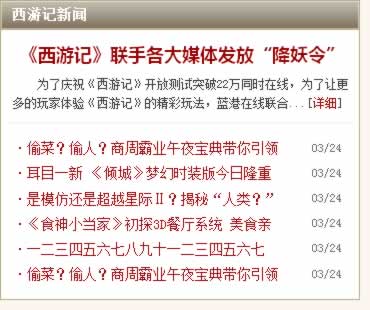 西游记新闻
《西游记》联手各大媒体发放“降妖令”
为了庆祝《西游记》开放测试突破22万同时在线，为了让更
多的玩家体验《西游记》的精彩玩法，蓝港在线联合...[详细]
·偷菜？偷人？商周霸业午夜宝典带你引领 03/24
·耳目一新 《倾城》梦幻时装版今日隆重 03/24
·是模仿还是超越星际Ⅱ？揭秘“人类？” 03/24
·《食神小当家》初探3D餐厅系统 美食亲 03/24
·一二三四五六七八九十一二三四五六七 03/24
·偷菜？偷人？商周霸业午夜宝典带你引领 03/24